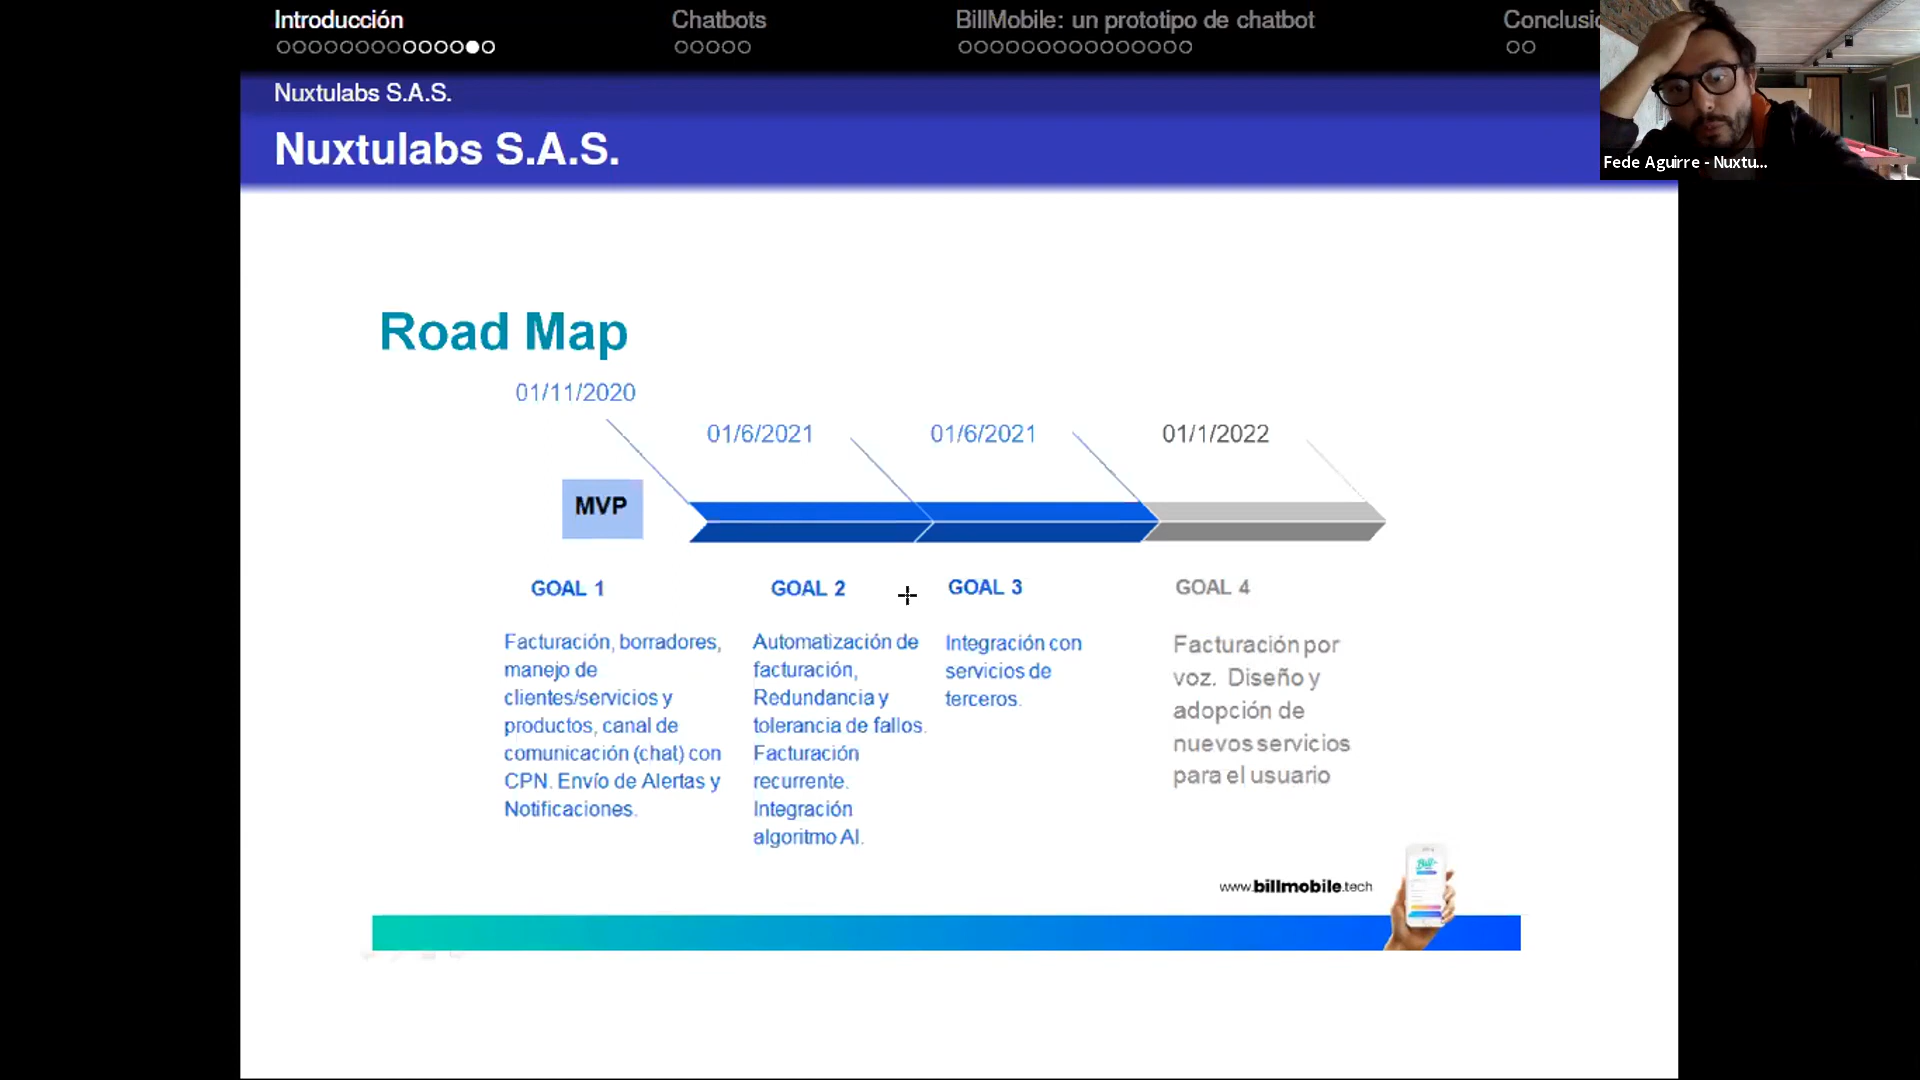 Introducción
Chatbots
BillMobile: un prototipo de chatbot
Nuxtulabs S.A.S.
Nuxtulabs S.A.S.
Fede Aguirre - Nuxtu...
Road Map
01/11/2020
01/6/2021
01/6/2021
01/1/2022
MVP
GOAL 1
Facturación, borradores,
manejo de
clientes/servicios y
productos, canal de
comunicación (chat) con
CPN. Envío de Alertas y
Notificaciones.
GOAL 2
Automatización de
facturación,
Redundancia y
tolerancia de fallos.
Facturación
recurrente.
Integración
algoritmo AI.
GOAL 3
Integración con
servicios de
terceros.
GOAL 4
Facturación por
voz. Diseño y
adopción de
nuevos servicios
para el usuario
www.billmobile.tech